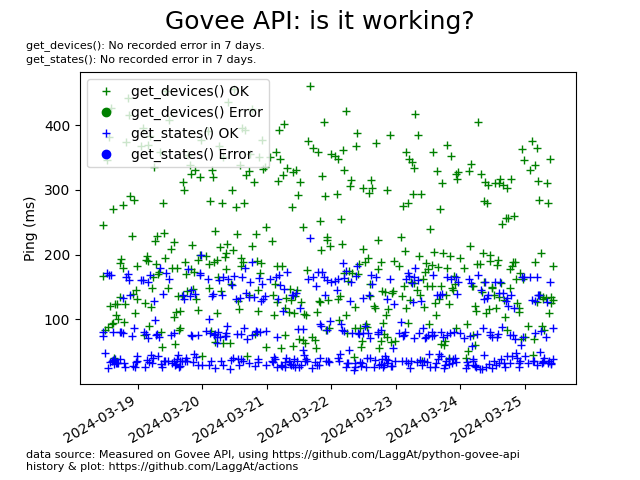 Govee API: is it working?
get_devices(): No recorded error in 7 days.
get_states(): No recorded error in 7 days.
get_devices() OK
get_devices() Error
get_states() OK
get_states() Error
Ping (ms)
400
300
200
100
2024-03-19
2024-03-20
2024-03-21
2024-03-22
2024-03-23
2024-03-24
2024-03-25
data source: Measured on Govee API, using https://github.com/LaggAt/python-govee-api
history & plot: https://github.com/LaggAt/actions